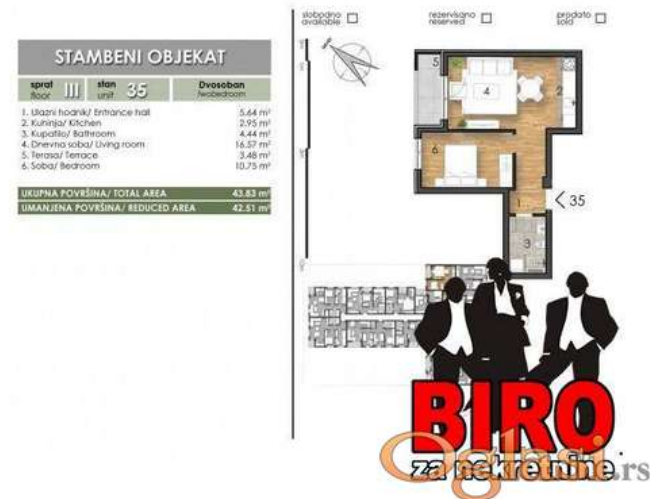 STAMBENI OBJEKAT
sprat floor III stan unit 35 Dvosoban /twobedroom
1. Ulazni hodnik/ Entrance hall 5.64 m²
2. Kuhinja/ Kitchen 2.95 m²
3. Kupatilo/ Bathroom 4.44 m²
4. Dnevna soba/ Living room 16.57 m²
5. Terasa/ Terrace 3.48 m²
6. Soba/ Bedroom 10.75 m²
UKUPNA POVRŠINA/ TOTAL AREA 43.83 m²
UMANJENA POVRŠINA/ REDUCED AREA 42.51 m²
slobodno available
rezervisano reserved
prodato sold
5
4
2
6
1
35
3
BIRO
za nekretnine
Oglasi.rs